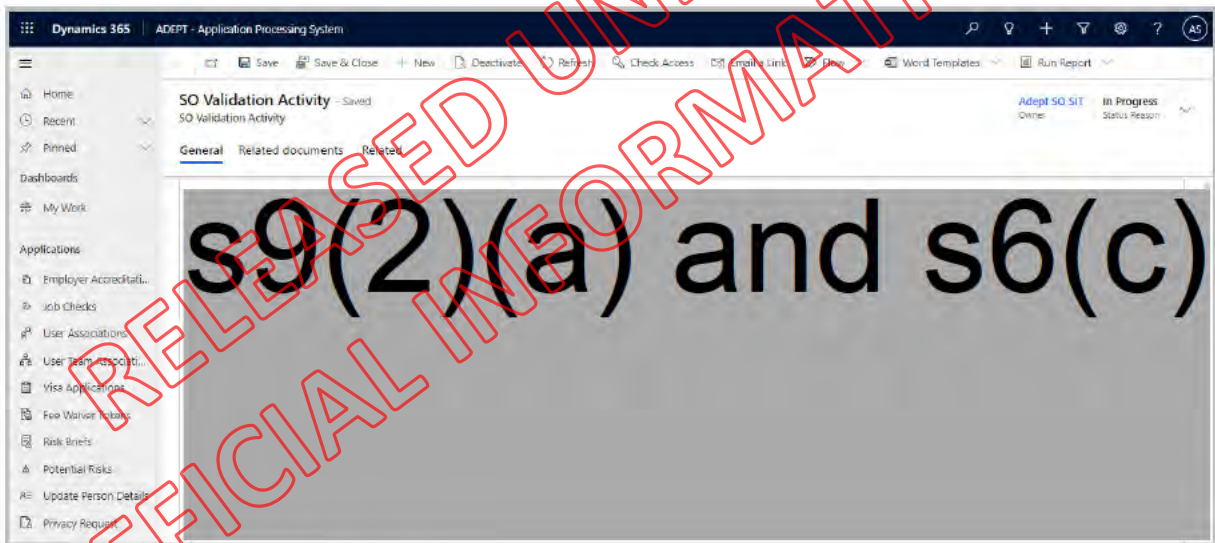 Dynamics 365 ADEPT - Application Processing System AS
Save Save & Close New Deactivate Refresh Check Access Email a Link Flow Word Templates Run Report
Home
Recent
Pinned
Dashboards
My Work
Applications
Employer Accreditati...
Job Checks
User Associations
User Team Associati...
Visa Applications
Fee Waiver Tokens
Risk Briefs
Potential Risks
Update Person Details
Privacy Request
SO Validation Activity - Saved
SO Validation Activity
Adept SO SIT
Owner
In Progress
Status Reason
General Related documents Related
s9(2)(a) and s6(c)
RELEASED UN
FICIAL INFORMATI